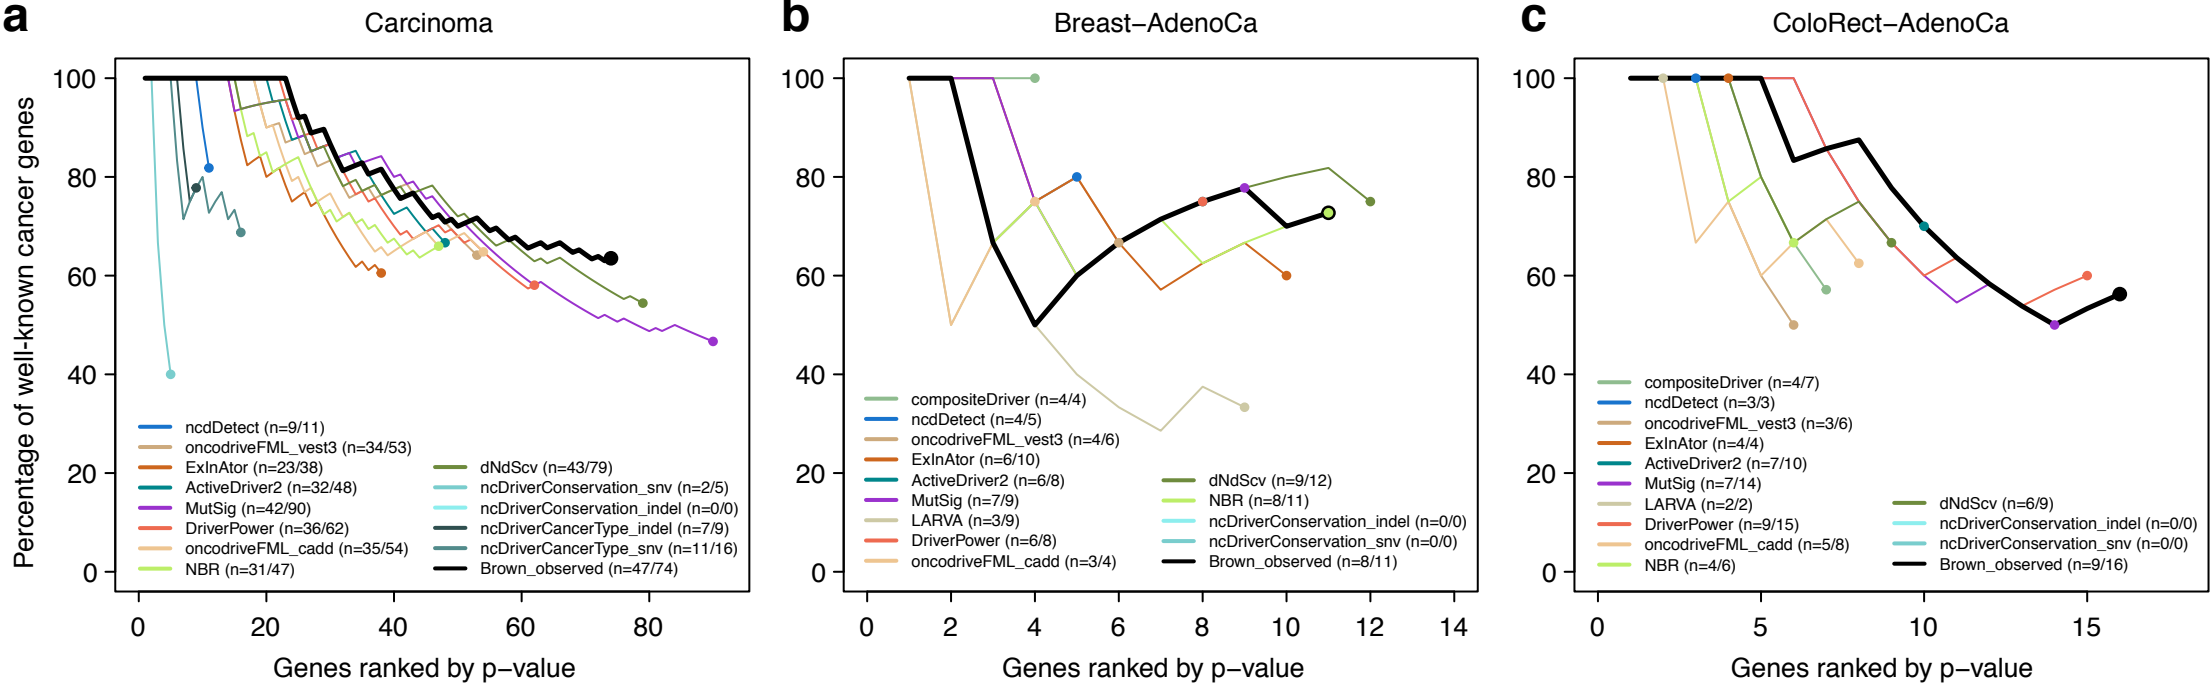 a
Carcinoma
Percentage of well-known cancer genes
100
80
60
40
20
0
ncdDetect (n=9/11)
oncodriveFML_vest3 (n=34/53)
ExInAtor (n=23/38)
ActiveDriver2 (n=32/48)
MutSig (n=42/90)
DriverPower (n=36/62)
oncodriveFML_cadd (n=35/54)
NBR (n=31/47)
dNdScv (n=43/79)
ncDriverConservation_snv (n=2/5)
ncDriverConservation_indel (n=0/0)
ncDriverCancerType_indel (n=7/9)
ncDriverCancerType_snv (n=11/16)
Brown_observed (n=47/74)
0 20 40 60 80
Genes ranked by p−value
b
Breast−AdenoCa
100
80
60
40
20
0
compositeDriver (n=4/4)
ncdDetect (n=4/5)
oncodriveFML_vest3 (n=4/6)
ExInAtor (n=6/10)
ActiveDriver2 (n=6/8)
MutSig (n=7/9)
LARVA (n=3/9)
DriverPower (n=6/8)
oncodriveFML_cadd (n=3/4)
dNdScv (n=9/12)
NBR (n=8/11)
ncDriverConservation_indel (n=0/0)
ncDriverConservation_snv (n=0/0)
Brown_observed (n=8/11)
0 2 4 6 8 10 12 14
Genes ranked by p−value
c
ColoRect−AdenoCa
100
80
60
40
20
0
compositeDriver (n=4/7)
ncdDetect (n=3/3)
oncodriveFML_vest3 (n=3/6)
ExInAtor (n=4/4)
ActiveDriver2 (n=7/10)
MutSig (n=7/14)
LARVA (n=2/2)
DriverPower (n=9/15)
oncodriveFML_cadd (n=5/8)
NBR (n=4/6)
dNdScv (n=6/9)
ncDriverConservation_indel (n=0/0)
ncDriverConservation_snv (n=0/0)
Brown_observed (n=9/16)
0 5 10 15
Genes ranked by p−value